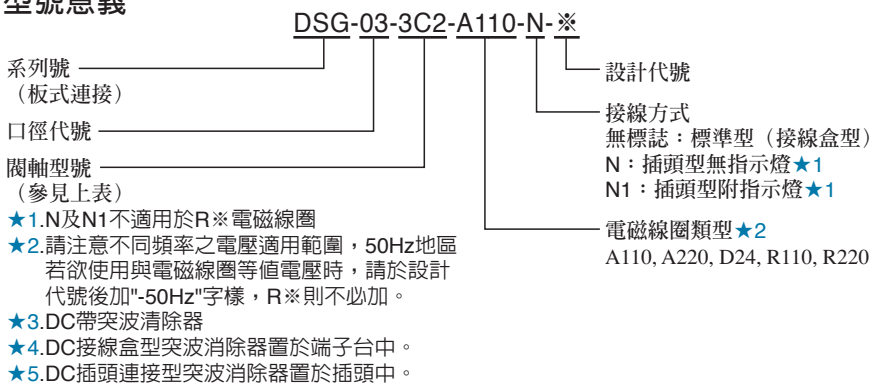 型號意義
DSG-03-3C2-A110-N-※
系列號
（板式連接）
口徑代號
閥軸型號
（參見上表）
設計代號
接線方式
無標誌：標準型（接線盒型）
N：插頭型無指示燈★1
N1：插頭型附指示燈★1
電磁線圈類型★2
A110, A220, D24, R110, R220
★1.N及N1不適用於R※電磁線圈
★2.請注意不同頻率之電壓適用範圍，50Hz地區
若欲使用與電磁線圈等值電壓時，請於設計
代號後加"-50Hz"字樣，R※則不必加。
★3.DC帶突波清除器
★4.DC接線盒型突波消除器置於端子台中。
★5.DC插頭連接型突波消除器置於插頭中。